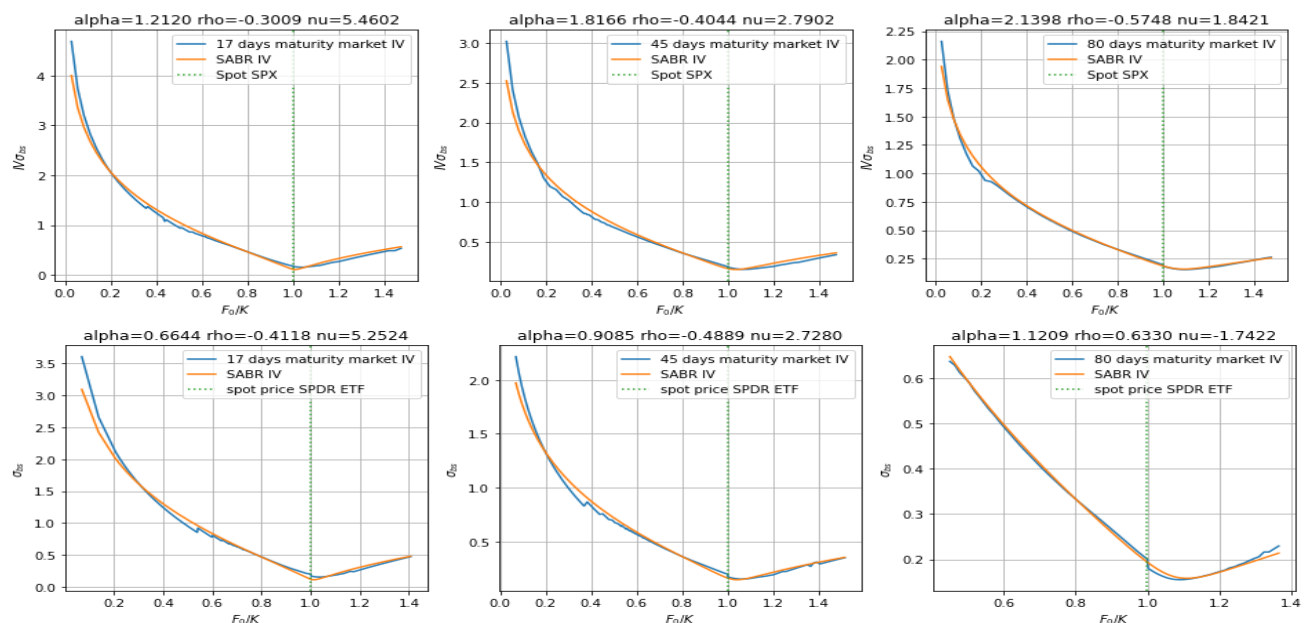 alpha=1.2120 rho=-0.3009 nu=5.4602
17 days maturity market IV
SABR IV
Spot SPX
IVσbs
4
3
2
1
0
0.0 0.2 0.4 0.6 0.8 1.0 1.2 1.4
F₀/K
alpha=1.8166 rho=-0.4044 nu=2.7902
45 days maturity market IV
SABR IV
Spot SPX
IVσbs
3.0
2.5
2.0
1.5
1.0
0.5
0.0 0.2 0.4 0.6 0.8 1.0 1.2 1.4
F₀/K
alpha=2.1398 rho=-0.5748 nu=1.8421
80 days maturity market IV
SABR IV
Spot SPX
IVσbs
2.25
2.00
1.75
1.50
1.25
1.00
0.75
0.50
0.25
0.0 0.2 0.4 0.6 0.8 1.0 1.2 1.4
F₀/K
alpha=0.6644 rho=-0.4118 nu=5.2524
17 days maturity market IV
SABR IV
spot price SPDR ETF
σbs
3.5
3.0
2.5
2.0
1.5
1.0
0.5
0.0
0.2 0.4 0.6 0.8 1.0 1.2 1.4
F₀/K
alpha=0.9085 rho=-0.4889 nu=2.7280
45 days maturity market IV
SABR IV
spot price SPDR ETF
σbs
2.0
1.5
1.0
0.5
0.2 0.4 0.6 0.8 1.0 1.2 1.4
F₀/K
alpha=1.1209 rho=0.6330 nu=-1.7422
80 days maturity market IV
SABR IV
spot price SPDR ETF
σbs
0.6
0.5
0.4
0.3
0.2
0.6 0.8 1.0 1.2 1.4
F₀/K